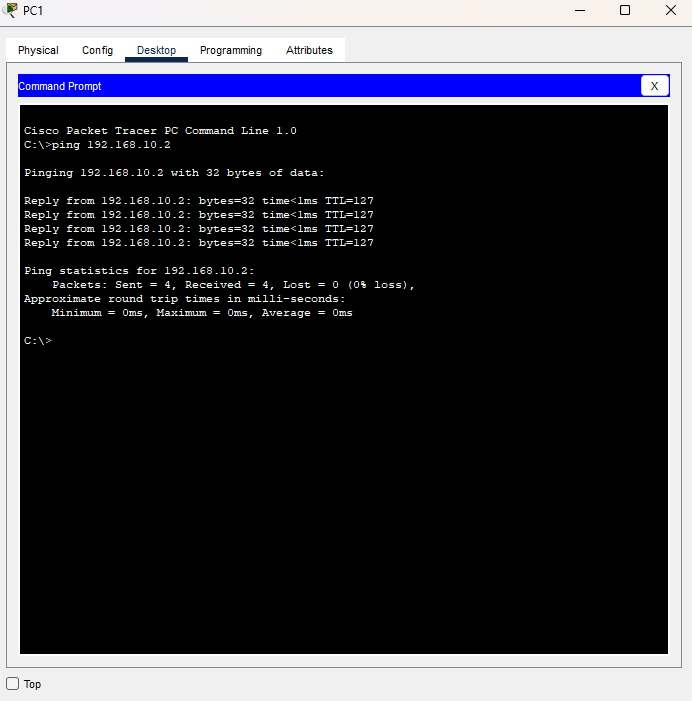 PC1
Physical Config Desktop Programming Attributes
Command Prompt X
Cisco Packet Tracer PC Command Line 1.0
C:\>ping 192.168.10.2
Pinging 192.168.10.2 with 32 bytes of data:
Reply from 192.168.10.2: bytes=32 time<1ms TTL=127
Reply from 192.168.10.2: bytes=32 time<1ms TTL=127
Reply from 192.168.10.2: bytes=32 time<1ms TTL=127
Reply from 192.168.10.2: bytes=32 time<1ms TTL=127
Ping statistics for 192.168.10.2:
Packets: Sent = 4, Received = 4, Lost = 0 (0% loss),
Approximate round trip times in milli-seconds:
Minimum = 0ms, Maximum = 0ms, Average = 0ms
C:\>
Top